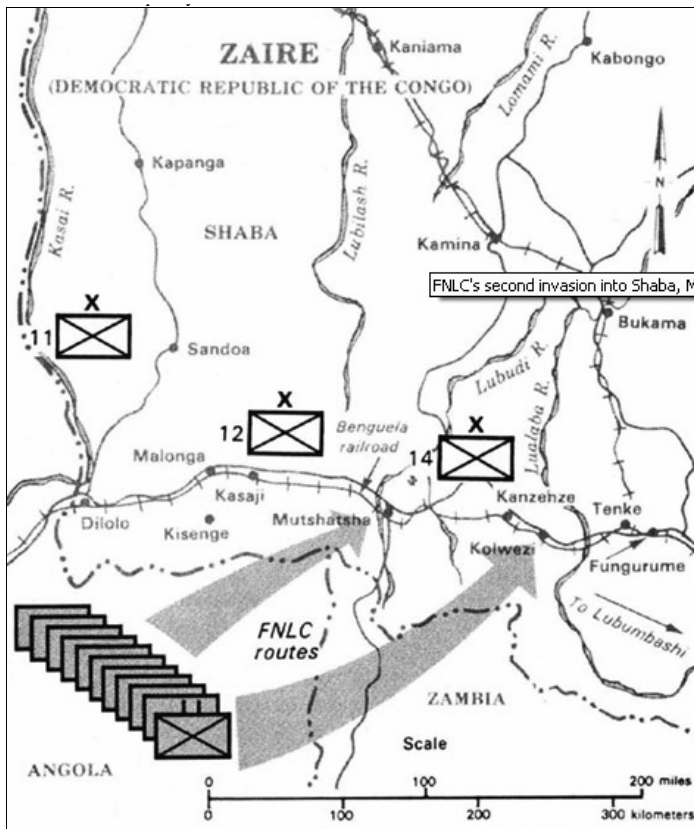 ZAIRE
(DEMOCRATIC REPUBLIC OF THE CONGO)
Kaniama
Kabongo
Lomami R.
Kapanga
Kasai R.
Lubilash R.
SHABA
N
Kamina
FNLC's second invasion into Shaba, M
Bukama
X
11
Sandoa
Lubudi R.
Lualaba R.
X
12
Benguela
railroad
X
14
Malonga
Kasaji
Kanzenze
Tenke
Dilolo
Kisenge
Mutshatsha
Kolwezi
Fungurume
To Lubumbashi
FNLC
routes
ZAMBIA
Scale
ANGOLA
0 100 200 miles
0 100 200 300 kilometers